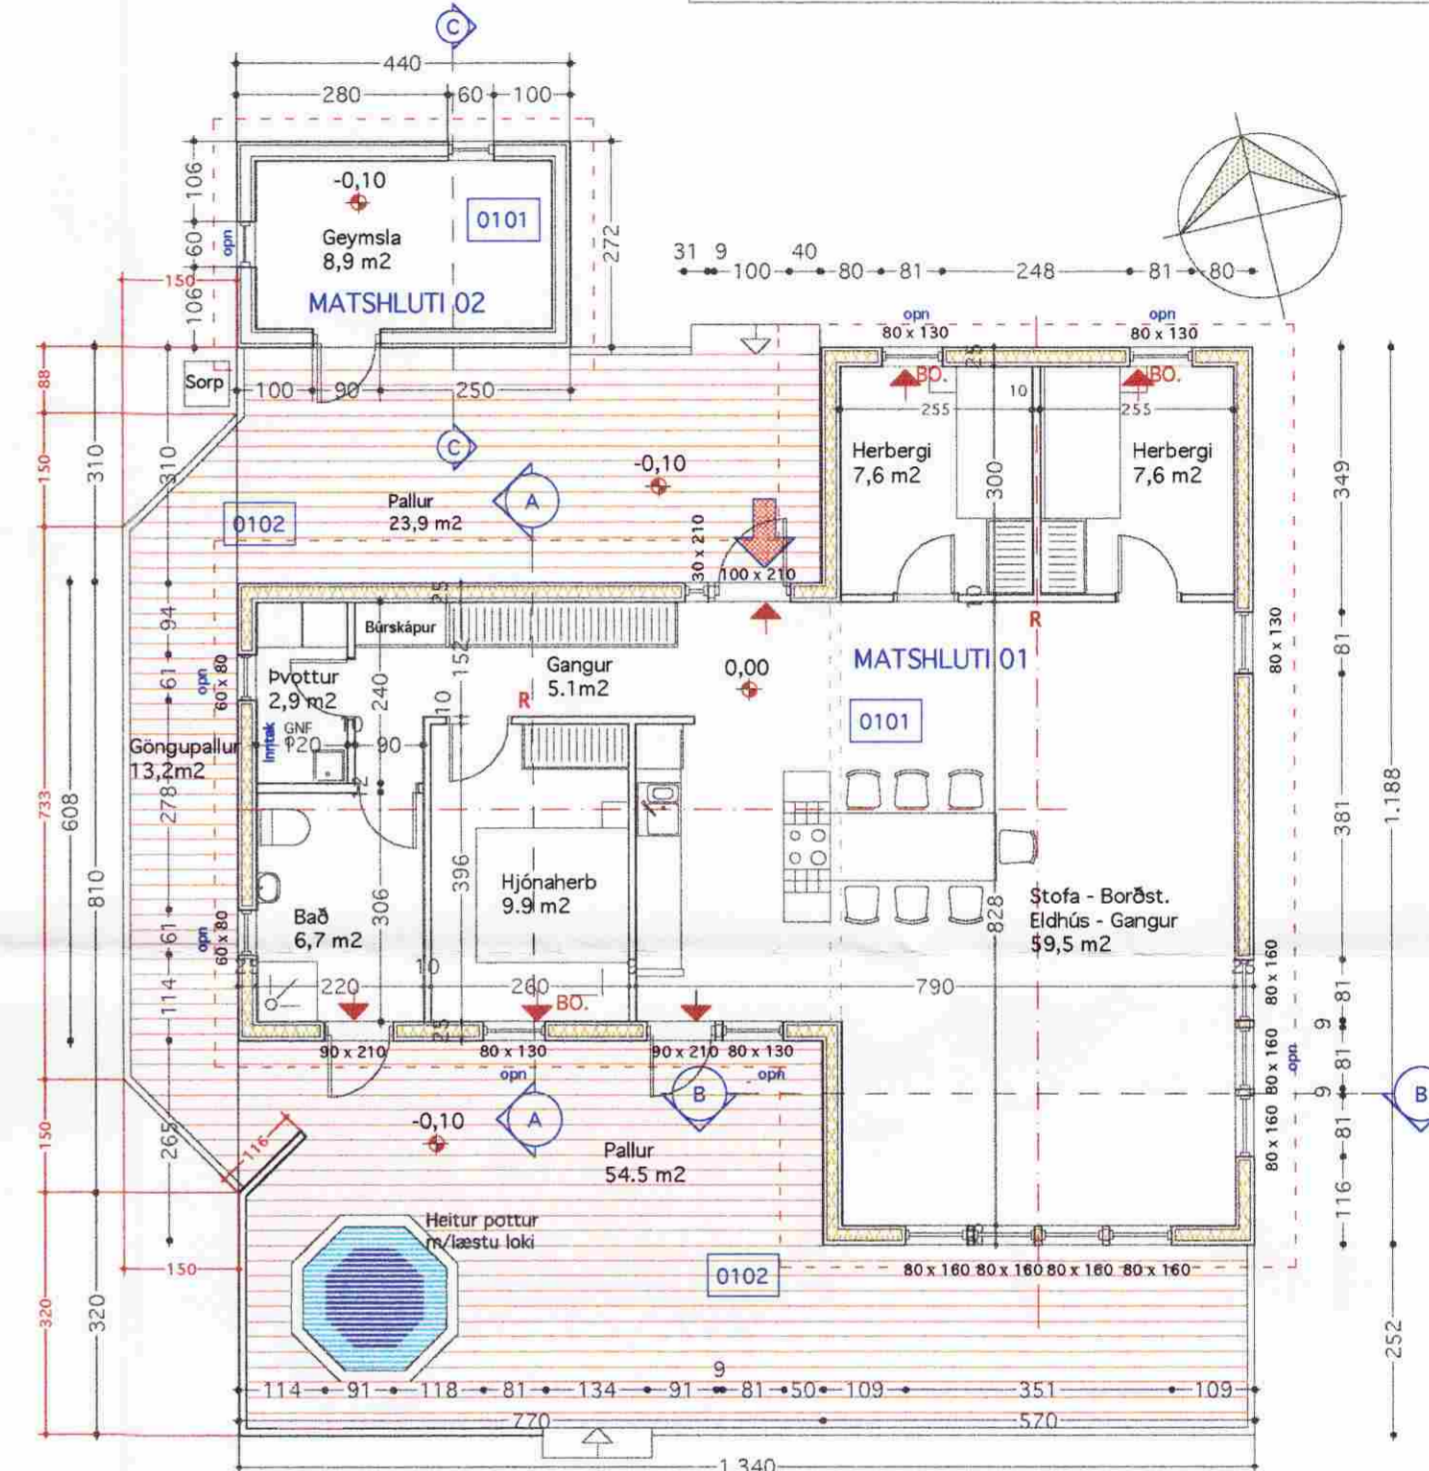 C
440
280
60
100
106
60
106
opn
-0,10
0101
Geymsla
8,9 m2
MATSHLUTI 02
272
150
31
9
100
40
80
81
248
81
80
opn
80 x 130
opn
80 x 130
Sorp
100
90
250
25
BO.
BO.
10
255
255
88
150
310
310
C
-0,10
Herbergi
7,6 m2
Herbergi
7,6 m2
300
349
0102
Pallur
23,9 m2
A
30 x 210
100 x 210
25
10
Búrskápur
152
R
94
61
opn
60 x 80
Þvottur
2,9 m2
240
Gangur
5.1m2
R
0,00
MATSHLUTI 01
0101
80 x 130
81
10
10
Inntak
GNF
120
90
12
Göngupallur
13,2m2
278
733
608
810
381
1.188
Hjónaherb
9.9 m2
396
306
Bað
6,7 m2
828
Stofa - Borðst.
Eldhús - Gangur
59,5 m2
61
opn
60 x 80
114
220
10
260
790
BO.
25
90 x 210
80 x 130
90 x 210
80 x 130
opn
opn
80 x 160
80 x 160
80 x 160
opn
81
9
81
9
81
116
B
B
A
-0,10
Pallur
54.5 m2
150
265
116
Heitur pottur
m/læstu loki
0102
80 x 160
80 x 160
80 x 160
80 x 160
150
320
320
252
9
114
91
118
81
134
91
81
50
109
351
109
770
570
1.340